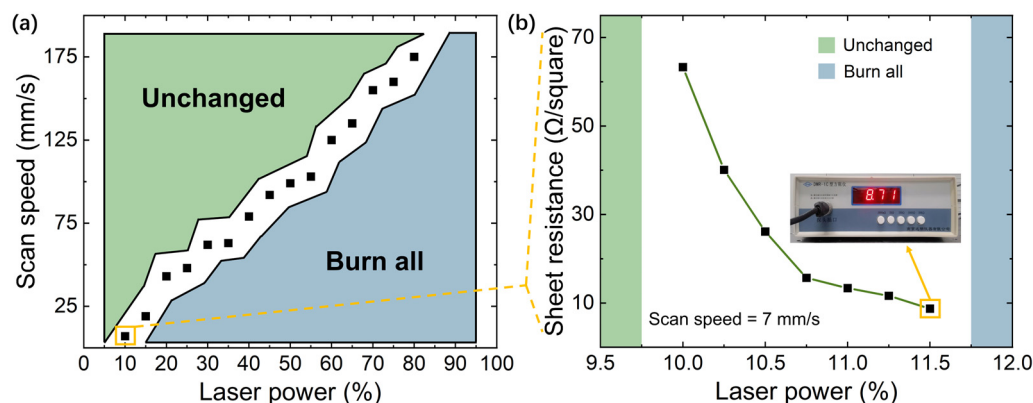 (a)
Scan speed (mm/s)
175
125
75
25
Unchanged
Burn all
0 10 20 30 40 50 60 70 80 90 100
Laser power (%)
(b)
Sheet resistance (Ω/square)
70
50
30
10
Unchanged
Burn all
8.71
Scan speed = 7 mm/s
9.5 10.0 10.5 11.0 11.5 12.0
Laser power (%)